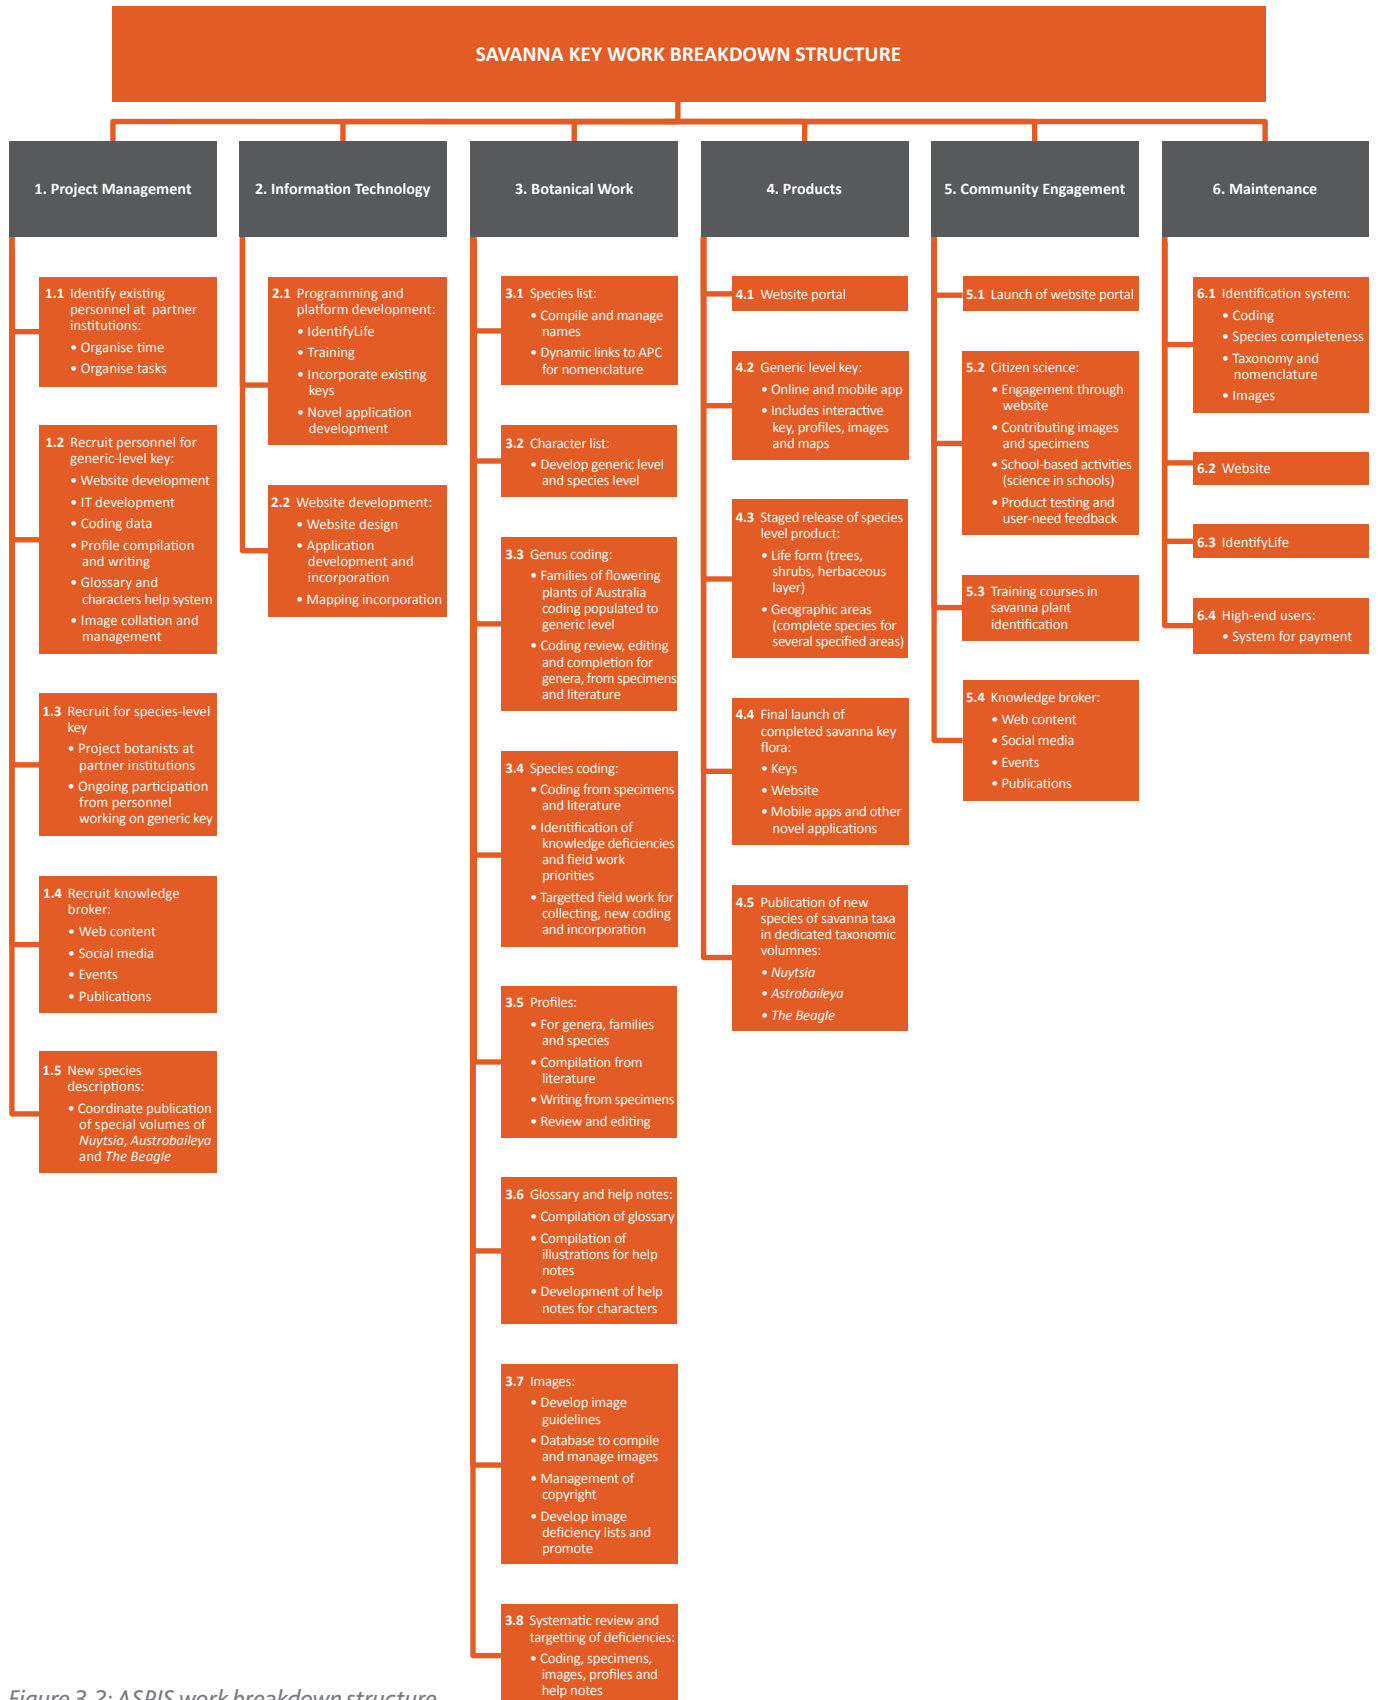 SAVANNA KEY WORK BREAKDOWN STRUCTURE
1. Project Management
1.1 Identify existing
personnel at partner
institutions:
• Organise time
• Organise tasks
1.2 Recruit personnel for
generic-level key:
• Website development
• IT development
• Coding data
• Profile compilation
and writing
• Glossary and
characters help system
• Image collation and
management
1.3 Recruit for species-level
key
• Project botanists at
partner institutions
• Ongoing participation
from personnel
working on generic key
1.4 Recruit knowledge
broker:
• Web content
• Social media
• Events
• Publications
1.5 New species
descriptions:
• Coordinate publication
of special volumes of
Nuytsia, Austrobaileya
and The Beagle
2. Information Technology
2.1 Programming and
platform development:
• IdentifyLife
• Training
• Incorporate existing
keys
• Novel application
development
2.2 Website development:
• Website design
• Application
development and
incorporation
• Mapping incorporation
3. Botanical Work
3.1 Species list:
• Compile and manage
names
• Dynamic links to APC
for nomenclature
3.2 Character list:
• Develop generic level
and species level
3.3 Genus coding:
• Families of flowering
plants of Australia
coding populated to
generic level
• Coding review, editing
and completion for
genera, from specimens
and literature
3.4 Species coding:
• Coding from specimens
and literature
• Identification of
knowledge deficiencies
and field work
priorities
• Targetted field work for
collecting, new coding
and incorporation
3.5 Profiles:
• For genera, families
and species
• Compilation from
literature
• Writing from specimens
• Review and editing
3.6 Glossary and help notes:
• Compilation of glossary
• Compilation of
illustrations for help
notes
• Development of help
notes for characters
3.7 Images:
• Develop image
guidelines
• Database to compile
and manage images
• Management of
copyright
• Develop image
deficiency lists and
promote
3.8 Systematic review and
targetting of deficiencies:
• Coding, specimens,
images, profiles and
help notes
4. Products
4.1 Website portal
4.2 Generic level key:
• Online and mobile app
• Includes interactive
key, profiles, images
and maps
4.3 Staged release of species
level product:
• Life form (trees,
shrubs, herbaceous
layer)
• Geographic areas
(complete species for
several specified areas)
4.4 Final launch of
completed savanna key
flora:
• Keys
• Website
• Mobile apps and other
novel applications
4.5 Publication of new
species of savanna taxa
in dedicated taxonomic
volumnes:
• Nuytsia
• Astrobaileya
• The Beagle
5. Community Engagement
5.1 Launch of website portal
5.2 Citizen science:
• Engagement through
website
• Contributing images
and specimens
• School-based activities
(science in schools)
• Product testing and
user-need feedback
5.3 Training courses in
savanna plant
identification
5.4 Knowledge broker:
• Web content
• Social media
• Events
• Publications
6. Maintenance
6.1 Identification system:
• Coding
• Species completeness
• Taxonomy and
nomenclature
• Images
6.2 Website
6.3 IdentifyLife
6.4 High-end users:
• System for payment
Figure 3.2: ASPIS work breakdown structure